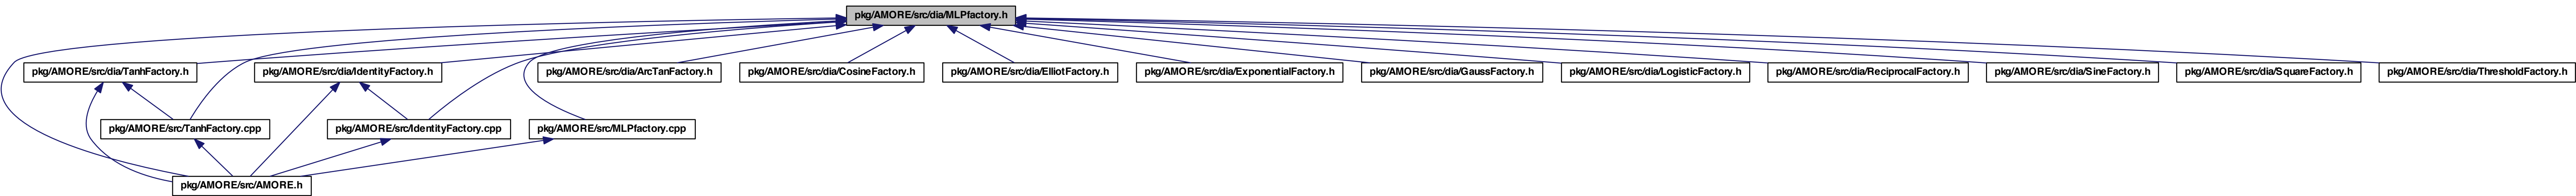 pkg/AMORE/src/dia/MLPfactory.h
pkg/AMORE/src/dia/TanhFactory.h
pkg/AMORE/src/dia/IdentityFactory.h
pkg/AMORE/src/dia/ArcTanFactory.h
pkg/AMORE/src/dia/CosineFactory.h
pkg/AMORE/src/dia/ElliotFactory.h
pkg/AMORE/src/dia/ExponentialFactory.h
pkg/AMORE/src/dia/GaussFactory.h
pkg/AMORE/src/dia/LogisticFactory.h
pkg/AMORE/src/dia/ReciprocalFactory.h
pkg/AMORE/src/dia/SineFactory.h
pkg/AMORE/src/dia/SquareFactory.h
pkg/AMORE/src/dia/ThresholdFactory.h
pkg/AMORE/src/TanhFactory.cpp
pkg/AMORE/src/IdentityFactory.cpp
pkg/AMORE/src/MLPfactory.cpp
pkg/AMORE/src/AMORE.h